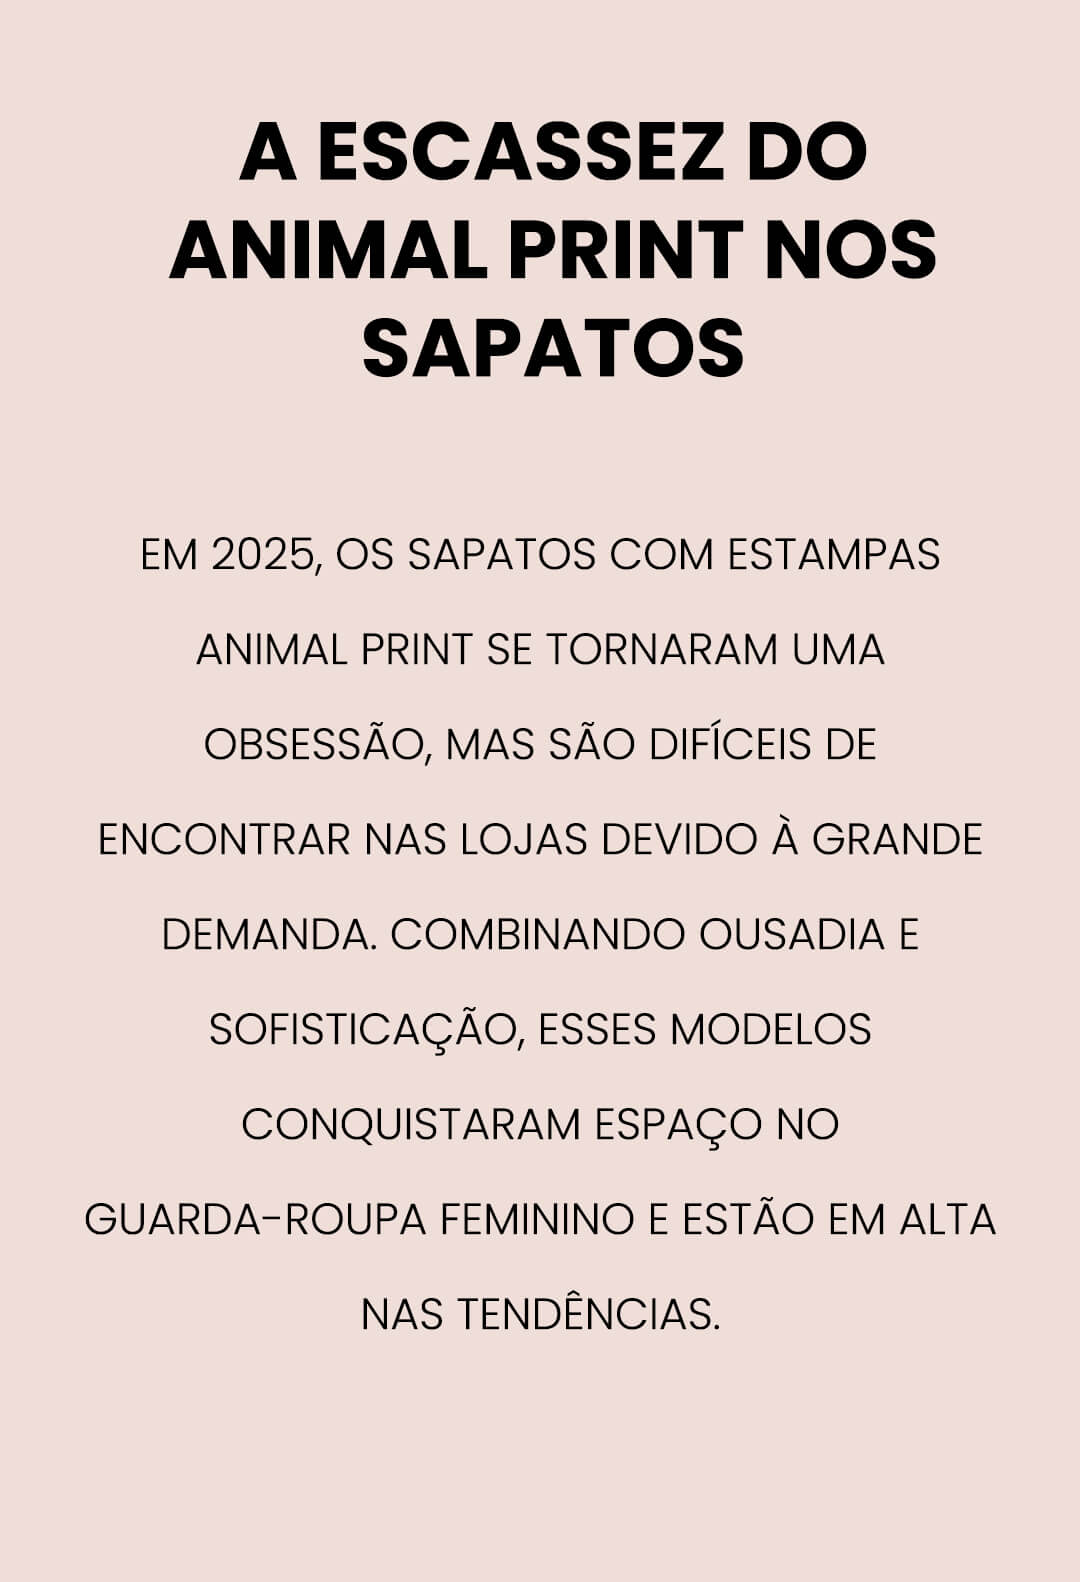 A ESCASSEZ DO
ANIMAL PRINT NOS
SAPATOS
EM 2025, OS SAPATOS COM ESTAMPAS
ANIMAL PRINT SE TORNARAM UMA
OBSESSÃO, MAS SÃO DIFÍCEIS DE
ENCONTRAR NAS LOJAS DEVIDO À GRANDE
DEMANDA. COMBINANDO OUSADIA E
SOFISTICAÇÃO, ESSES MODELOS
CONQUISTARAM ESPAÇO NO
GUARDA-ROUPA FEMININO E ESTÃO EM ALTA
NAS TENDÊNCIAS.